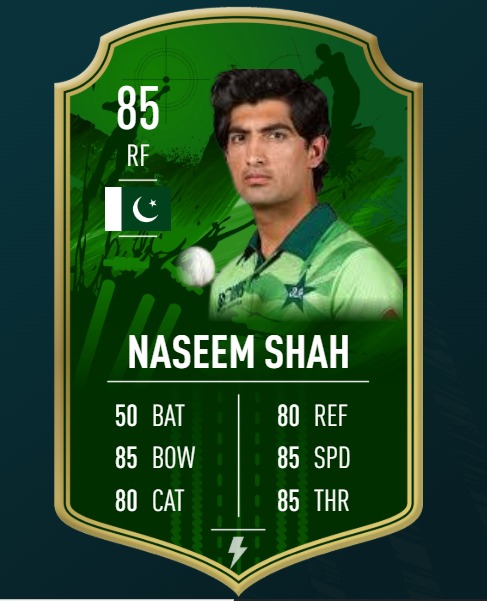 85
RF
NASEEM SHAH
50 BAT 80 REF
85 BOW 85 SPD
80 CAT 85 THR